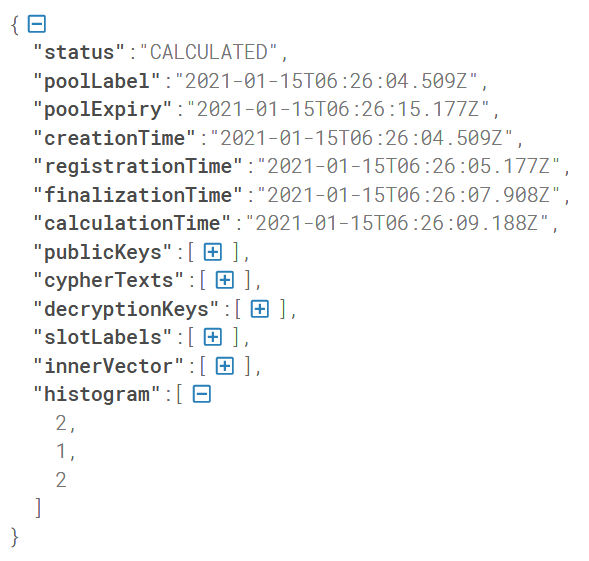 {
"status":"CALCULATED",
"poolLabel":"2021-01-15T06:26:04.509Z",
"poolExpiry":"2021-01-15T06:26:15.177Z",
"creationTime":"2021-01-15T06:26:04.509Z",
"registrationTime":"2021-01-15T06:26:05.177Z",
"finalizationTime":"2021-01-15T06:26:07.908Z",
"calculationTime":"2021-01-15T06:26:09.188Z",
"publicKeys":[ ],
"cypherTexts":[ ],
"decryptionKeys":[ ],
"slotLabels":[ ],
"innerVector":[ ],
"histogram":[
2,
1,
2
]
}